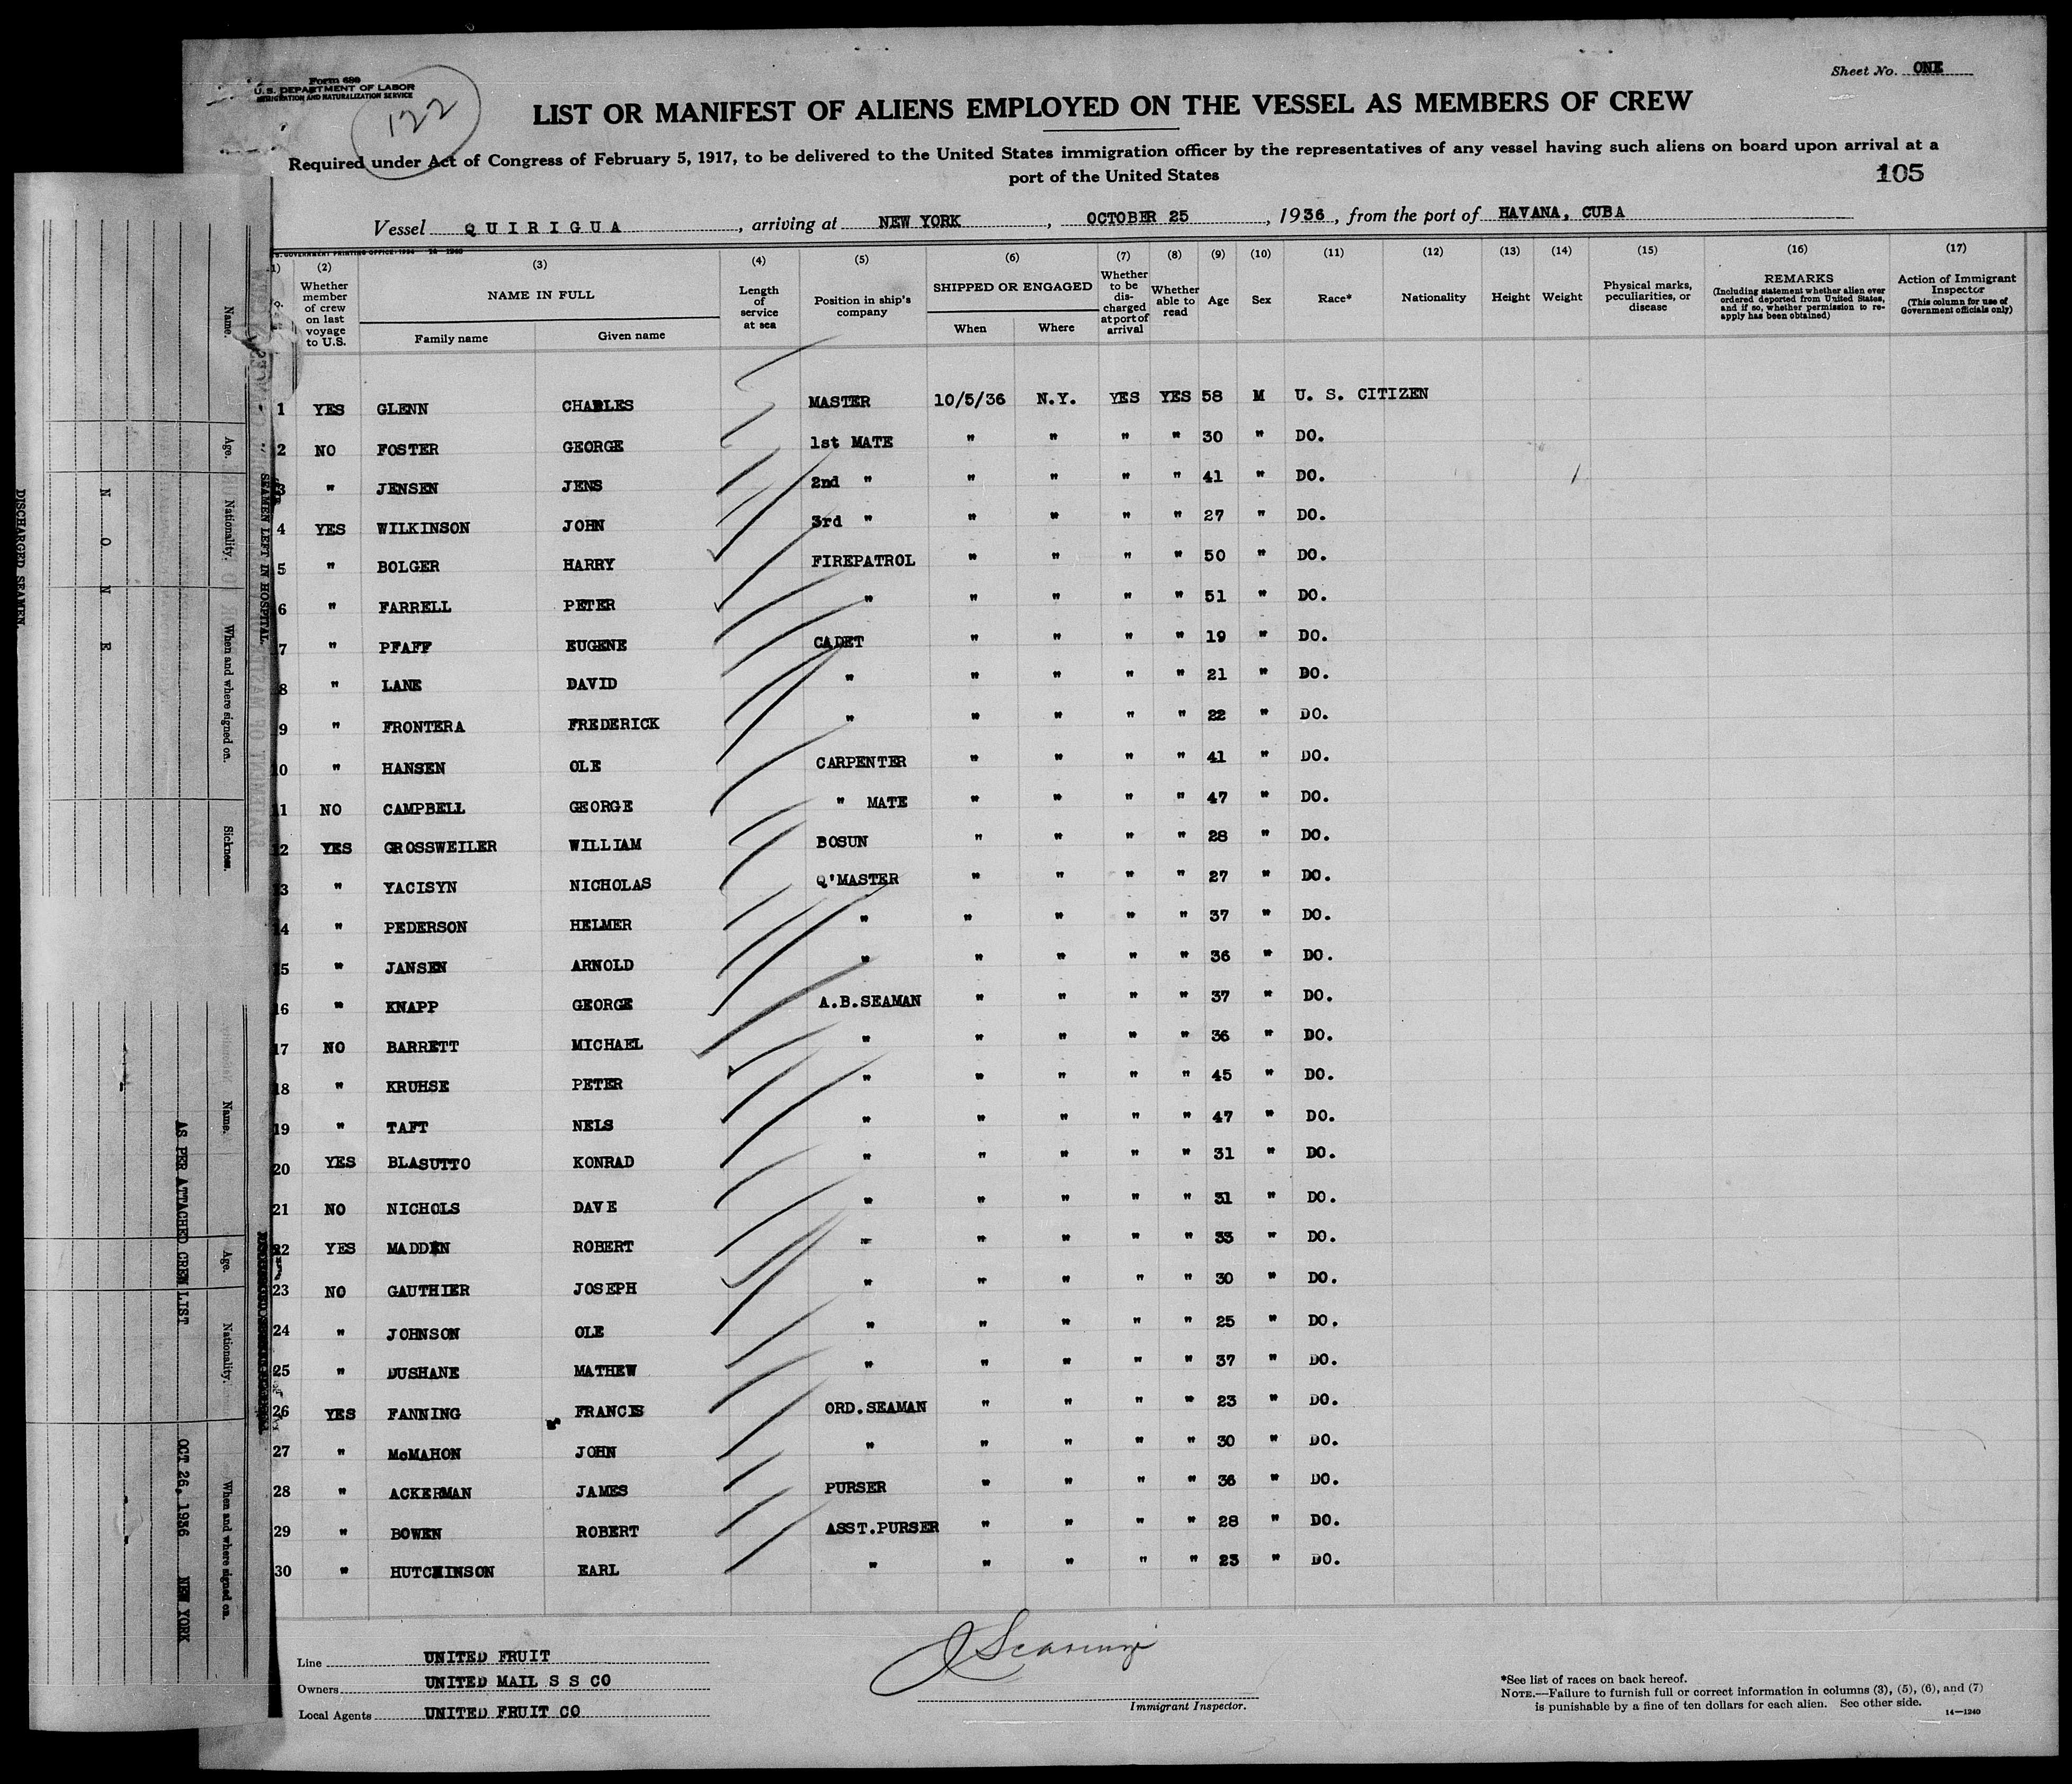 Form 689
U. S. DEPARTMENT OF LABOR
IMMIGRATION AND NATURALIZATION SERVICE
122
Sheet No. ONE
LIST OR MANIFEST OF ALIENS EMPLOYED ON THE VESSEL AS MEMBERS OF CREW
Required under Act of Congress of February 5, 1917, to be delivered to the United States immigration officer by the representatives of any vessel having such aliens on board upon arrival at a
port of the United States
105
Vessel QUIRIGUA, arriving at NEW YORK, OCTOBER 25, 1936, from the port of HAVANA, CUBA
(2) (3) (4) (5) (6) (7) (8) (9) (10) (11) (12) (13) (14) (15) (16) (17)
Whether member of crew on last voyage to U.S.
NAME IN FULL
Family name Given name
Length of service at sea
Position in ship's company
SHIPPED OR ENGAGED
When Where
Whether to be discharged at port of arrival
Whether able to read
Age
Sex
Race*
Nationality
Height
Weight
Physical marks, peculiarities, or disease
REMARKS
(Including statement whether alien ever ordered deported from United States, and if so, whether permission to reapply has been obtained)
Action of Immigrant Inspector
(This column for use of Government officials only)
1 YES GLENN CHARLES MASTER 10/5/36 N.Y. YES YES 58 M U. S. CITIZEN
2 NO FOSTER GEORGE 1st MATE " " " " 30 " DO.
3 " JENSEN JENS 2nd " " " " " 41 " DO.
4 YES WILKINSON JOHN 3rd " " " " " 27 " DO.
5 " BOLGER HARRY FIREPATROL " " " " 50 " DO.
6 " FARRELL PETER " " " " " 51 " DO.
7 " PFAFF EUGENE CADET " " " " 19 " DO.
8 " LANE DAVID " " " " " 21 " DO.
9 " FRONTERA FREDERICK " " " " " 22 " DO.
10 " HANSEN OLE CARPENTER " " " " 41 " DO.
11 NO CAMPBELL GEORGE " MATE " " " " 47 " DO.
12 YES GROSSWEILER WILLIAM BOSUN " " " " 28 " DO.
13 " YACISYN NICHOLAS Q'MASTER " " " " 27 " DO.
14 " PEDERSON HELMER " " " " " 37 " DO.
15 " JANSEN ARNOLD " " " " " 36 " DO.
16 " KNAPP GEORGE A.B.SEAMAN " " " " 37 " DO.
17 NO BARRETT MICHAEL " " " " " 36 " DO.
18 " KRUHSE PETER " " " " " 45 " DO.
19 " TAFT NELS " " " " " 47 " DO.
20 YES BLASUTTO KONRAD " " " " " 31 " DO.
21 NO NICHOLS DAVE " " " " " 31 " DO.
22 YES MADDEN ROBERT " " " " " 33 " DO.
23 NO GAUTHIER JOSEPH " " " " " 30 " DO.
24 " JOHNSON OLE " " " " " 25 " DO.
25 " DUSHANE MATHEW " " " " " 37 " DO.
26 YES FANNING FRANCIS ORD.SEAMAN " " " " 23 " DO.
27 " McMAHON JOHN " " " " " 30 " DO.
28 " ACKERMAN JAMES PURSER " " " " 36 " DO.
29 " BOWEN ROBERT ASST.PURSER " " " " 28 " DO.
30 " HUTCHINSON EARL " " " " " 23 " DO.
Line UNITED FRUIT
Owners UNITED MAIL S S CO
Local Agents UNITED FRUIT CO
Immigrant Inspector.
*See list of races on back hereof.
NOTE.—Failure to furnish full or correct information in columns (3), (5), (6), and (7)
is punishable by a fine of ten dollars for each alien. See other side.
14—1240
SEAMEN LEFT IN HOSPITAL
Name. Age. Nationality. When and where signed on. Sickness.
NONE
DISCHARGED SEAMEN.
Name. Age. Nationality. When and where signed on.
AS PER ATTACHED CREW LIST OCT 26, 1936 NEW YORK